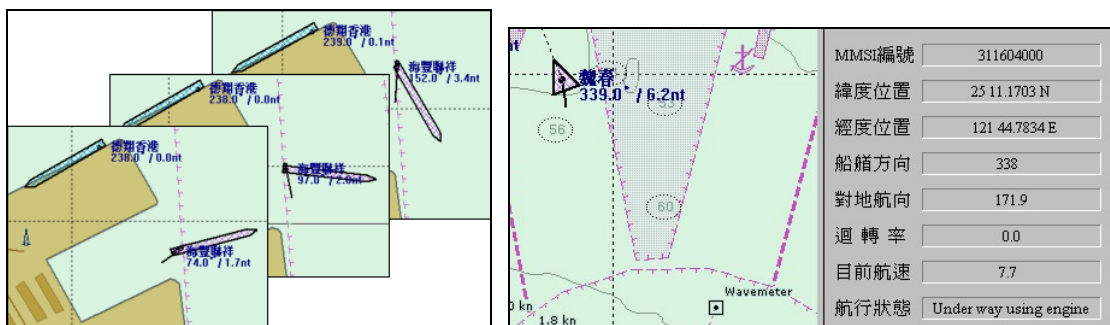 德翔香港
239.0° / 0.1nt
海豐聯祥
152.0° / 3.4nt
德翔香港
238.0° / 0.0nt
海豐聯祥
97.0° / 2.0nt
德翔香港
238.0° / 0.0nt
海豐聯祥
74.0° / 1.7nt
nt
魏春
339.0° / 6.2nt
53
56
60
Wavemeter
0 kn
1.8 kn
MMSI編號 311604000
緯度位置 25 11.1703 N
經度位置 121 44.7834 E
船艏方向 338
對地航向 171.9
迴轉率 0.0
目前航速 7.7
航行狀態 Under way using engine